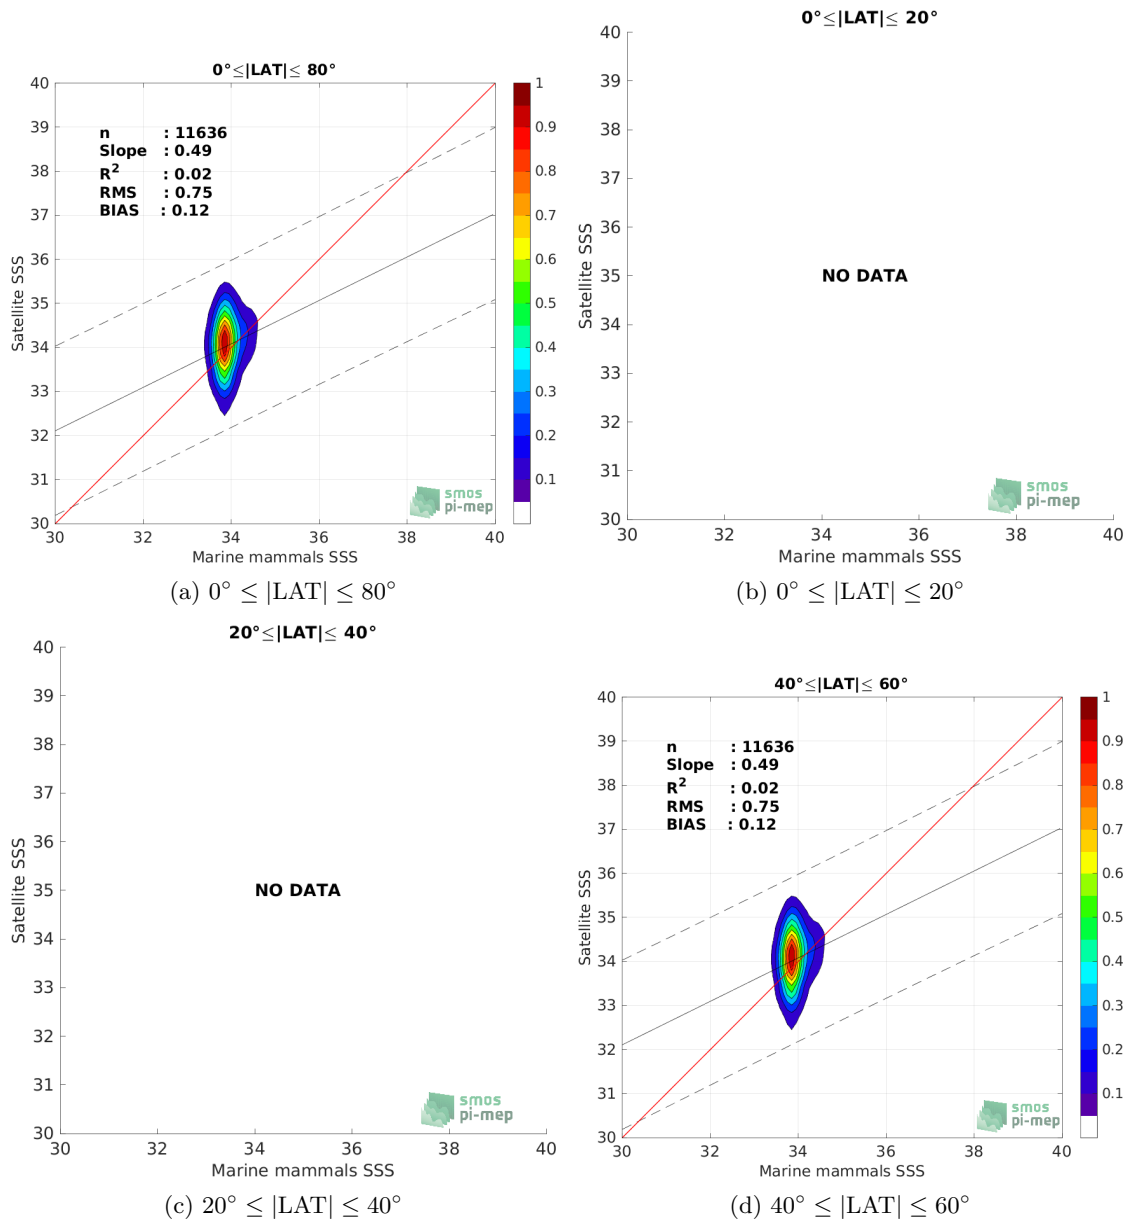 0°≤|LAT|≤ 80°
40
39
38
37
36
35
34
33
32
31
30
n : 11636
Slope : 0.49
R² : 0.02
RMS : 0.75
BIAS : 0.12
Satellite SSS
smos
pi-mep
30 32 34 36 38 40
Marine mammals SSS
1
0.9
0.8
0.7
0.6
0.5
0.4
0.3
0.2
0.1
(a) 0° ≤ |LAT| ≤ 80°
0°≤|LAT|≤ 20°
40
39
38
37
36
35
34
33
32
31
30
Satellite SSS
NO DATA
smos
pi-mep
30 32 34 36 38 40
Marine mammals SSS
(b) 0° ≤ |LAT| ≤ 20°
20°≤|LAT|≤ 40°
40
39
38
37
36
35
34
33
32
31
30
Satellite SSS
NO DATA
smos
pi-mep
30 32 34 36 38 40
Marine mammals SSS
(c) 20° ≤ |LAT| ≤ 40°
40°≤|LAT|≤ 60°
40
39
38
37
36
35
34
33
32
31
30
n : 11636
Slope : 0.49
R² : 0.02
RMS : 0.75
BIAS : 0.12
Satellite SSS
smos
pi-mep
30 32 34 36 38 40
Marine mammals SSS
1
0.9
0.8
0.7
0.6
0.5
0.4
0.3
0.2
0.1
(d) 40° ≤ |LAT| ≤ 60°